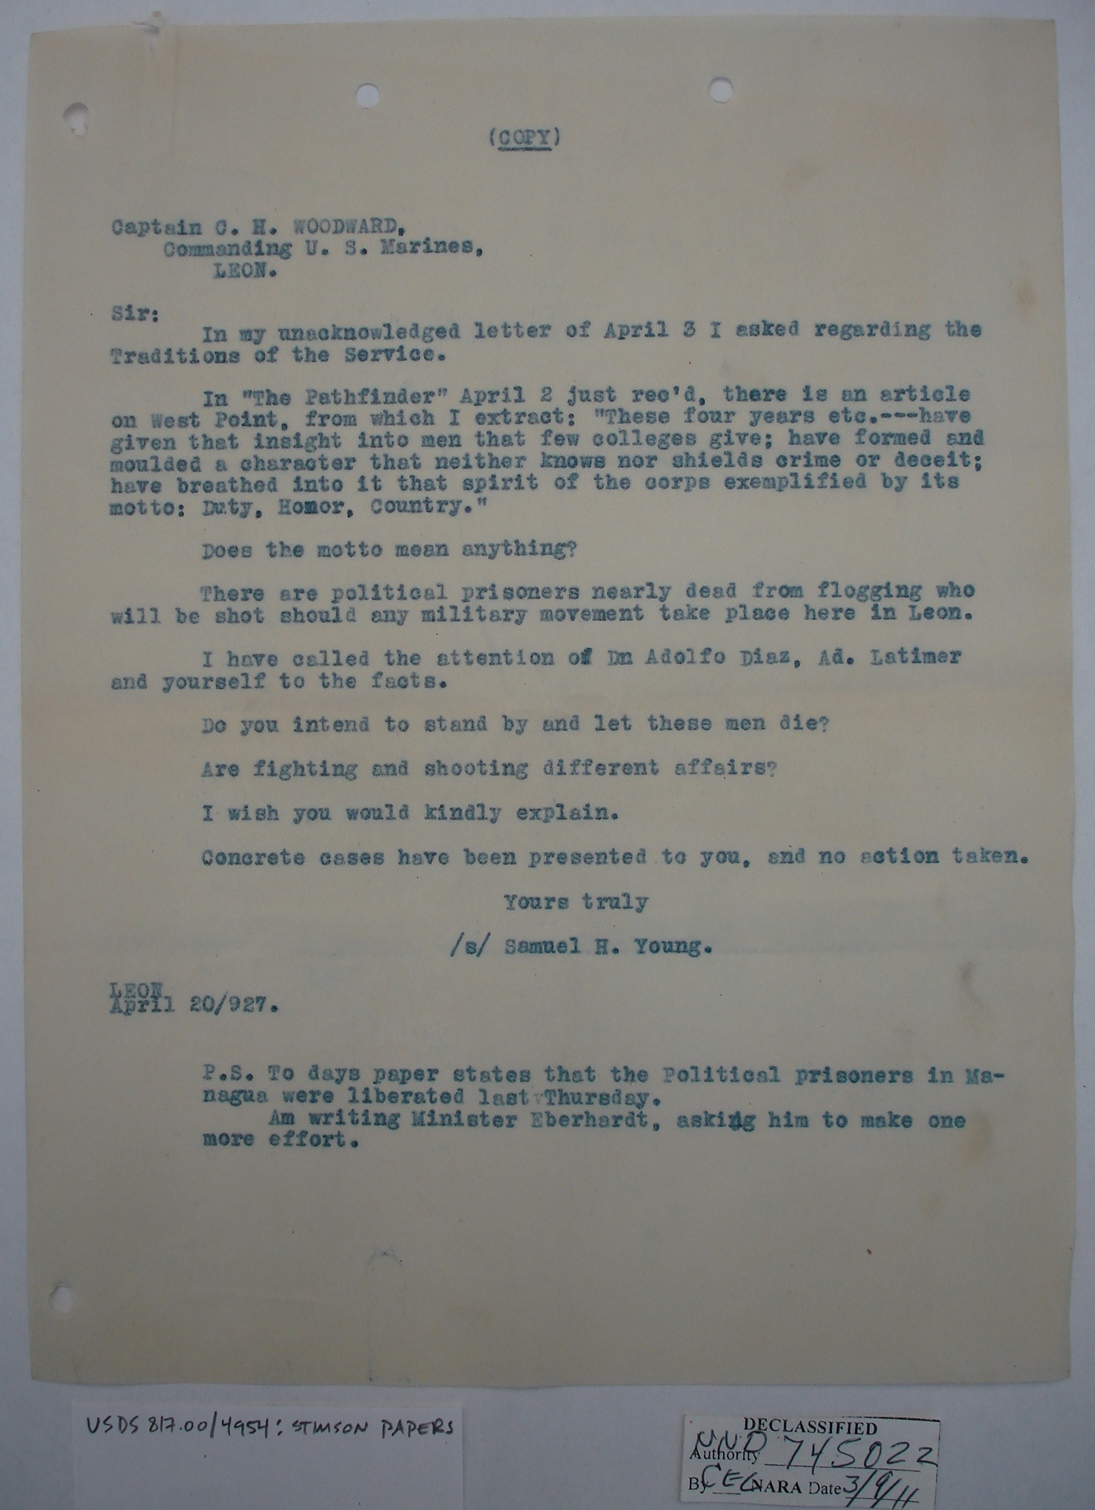 (COPY)
Captain C. H. WOODWARD,
Commanding U. S. Marines,
LEON.
Sir:
In my unacknowledged letter of April 3 I asked regarding the
Traditions of the Service.
In "The Pathfinder" April 2 just rec'd, there is an article
on West Point, from which I extract: "These four years etc.---have
given that insight into men that few colleges give; have formed and
moulded a character that neither knows nor shields crime or deceit;
have breathed into it that spirit of the corps exemplified by its
motto: Duty, Honor, Country."
Does the motto mean anything?
There are political prisoners nearly dead from flogging who
will be shot should any military movement take place here in Leon.
I have called the attention of Dn Adolfo Diaz, Ad. Latimer
and yourself to the facts.
Do you intend to stand by and let these men die?
Are fighting and shooting different affairs?
I wish you would kindly explain.
Concrete cases have been presented to you, and no action taken.
Yours truly
/s/ Samuel H. Young.
LEON
April 20/927.
P.S. To days paper states that the Political prisoners in Ma-
nagua were liberated last Thursday.
Am writing Minister Eberhardt, asking him to make one
more effort.
USDS 817.00/4954: STIMSON PAPERS
DECLASSIFIED
Authority NND 745022
By CEC NARA Date 3/9/11